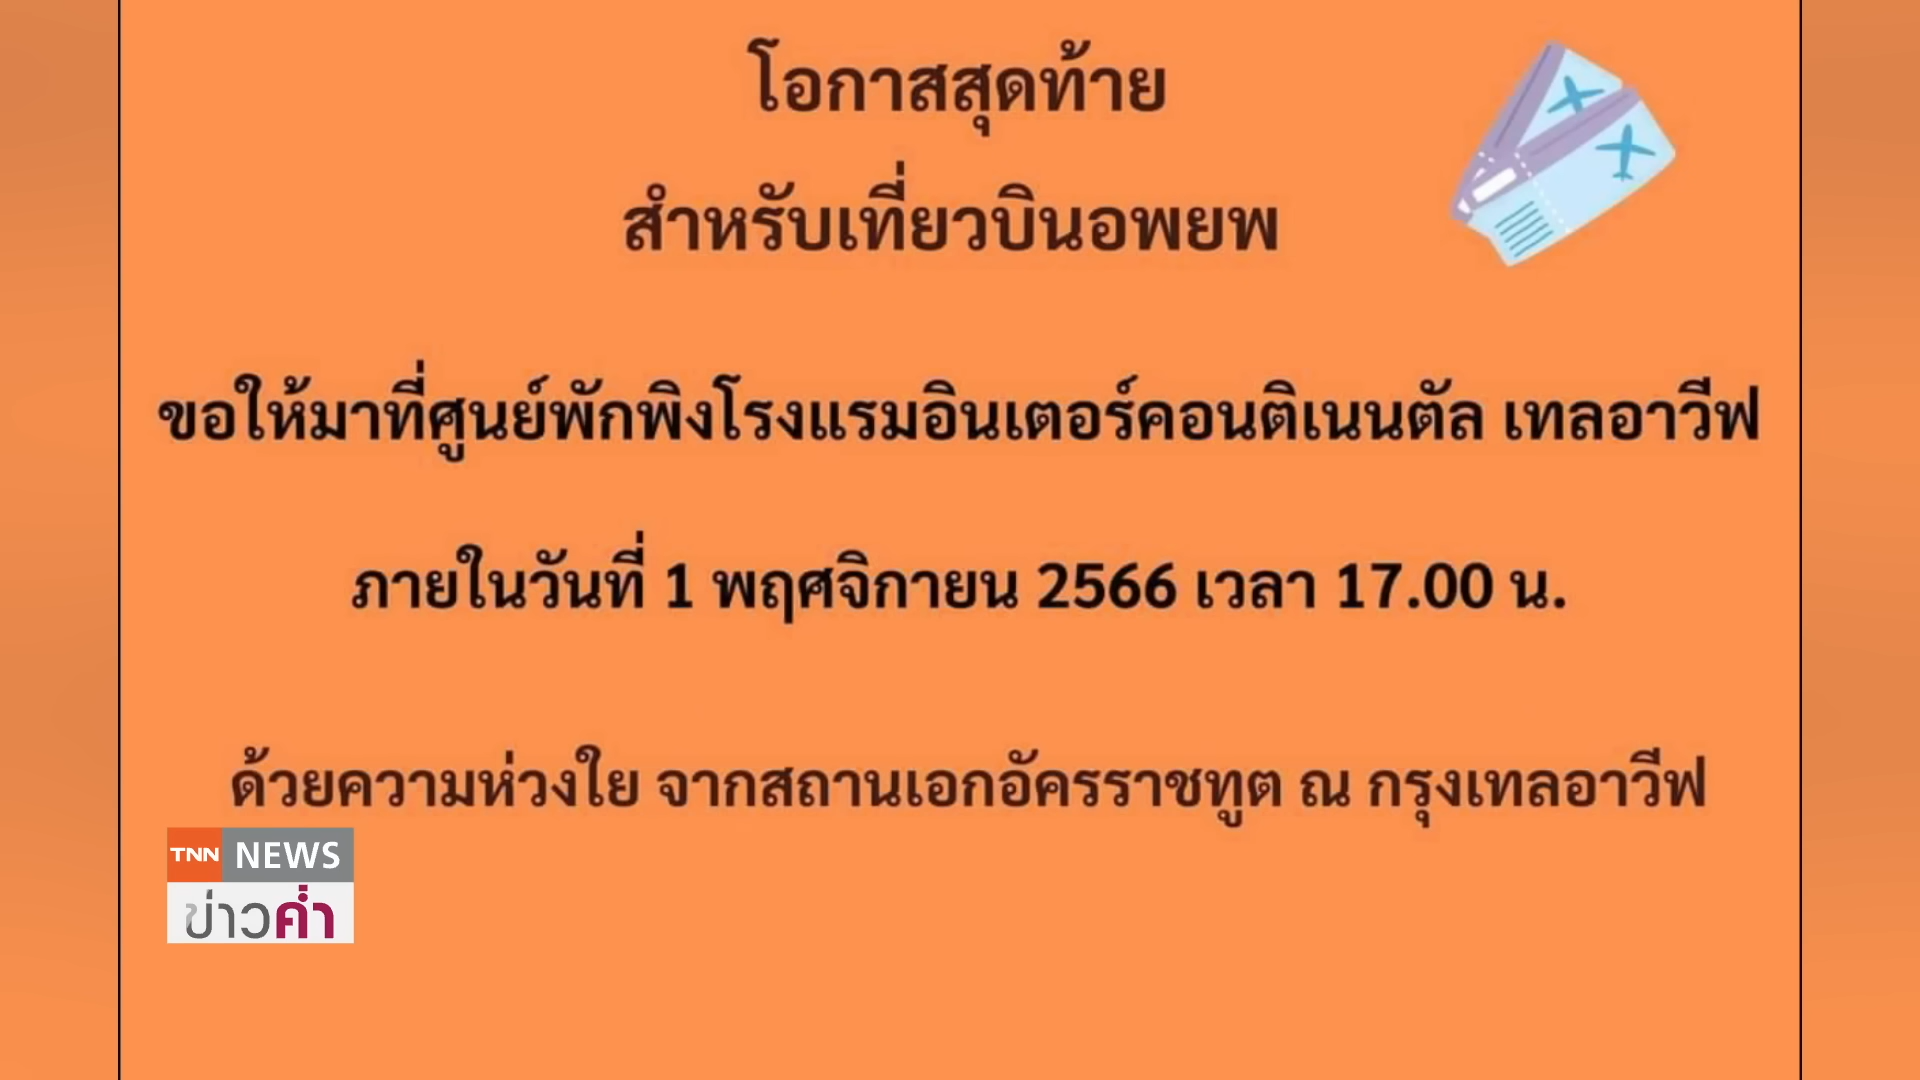 โอกาสสุดท้าย
สำหรับเที่ยวบินอพยพ
ขอให้มาที่ศูนย์พักพิงโรงแรมอินเตอร์คอนติเนนตัล เทลอาวีฟ
ภายในวันที่ 1 พฤศจิกายน 2566 เวลา 17.00 น.
ด้วยความห่วงใย จากสถานเอกอัครราชทูต ณ กรุงเทลอาวีฟ
TNN NEWS
ข่าวค่ำ